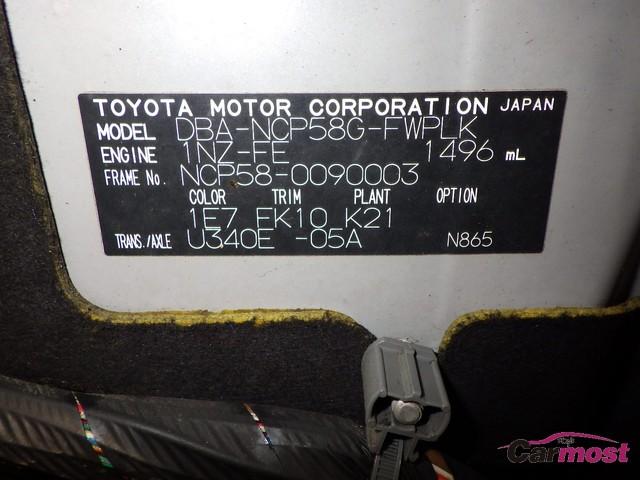 TOYOTA MOTOR CORPORATION JAPAN
MODEL DBA-NCP58G-FWPLK
ENGINE 1NZ-FE 1496 mL
FRAME No. NCP58-0090003
COLOR TRIM PLANT OPTION
1E7 FK10 K21
TRANS./AXLE U340E -05A N865
Carmost